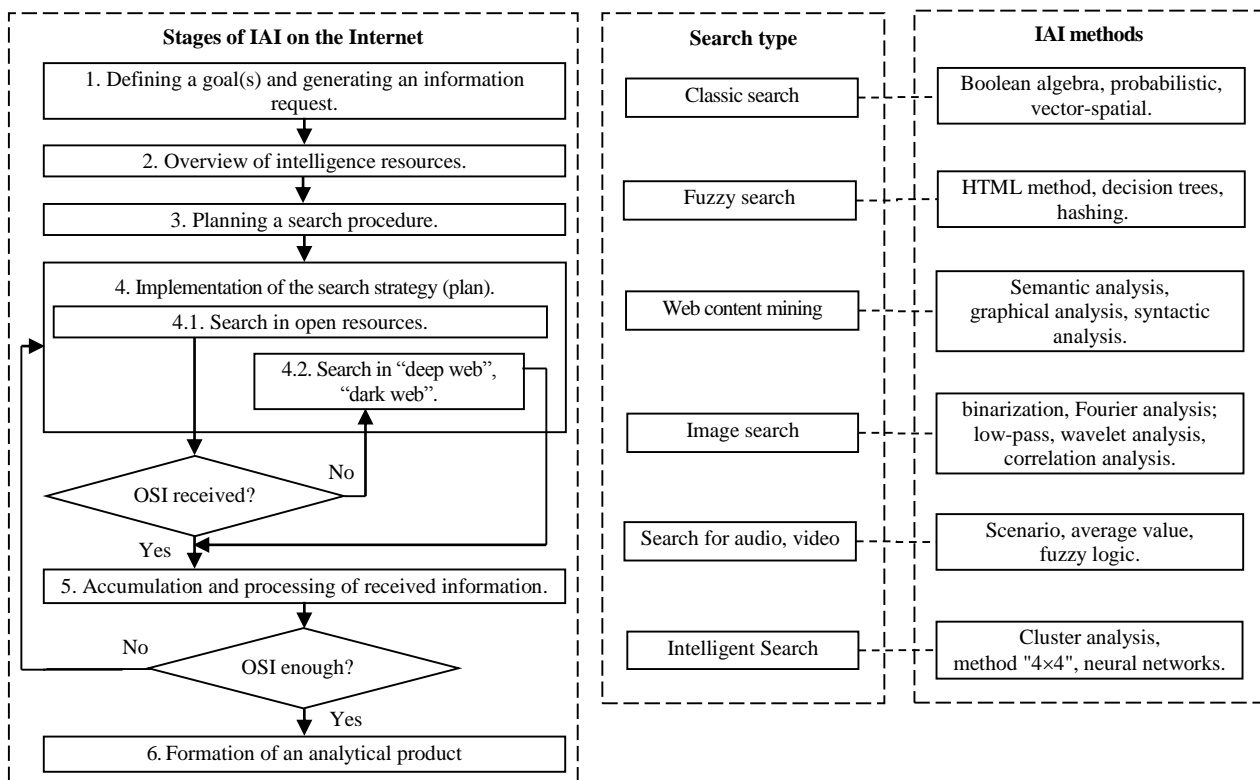 Stages of IAI on the Internet
1. Defining a goal(s) and generating an information
request.
2. Overview of intelligence resources.
3. Planning a search procedure.
4. Implementation of the search strategy (plan).
4.1. Search in open resources.
4.2. Search in “deep web”,
“dark web”.
No
OSI received?
Yes
5. Accumulation and processing of received information.
No
OSI enough?
Yes
6. Formation of an analytical product
Search type
Classic search
Fuzzy search
Web content mining
Image search
Search for audio, video
Intelligent Search
IAI methods
Boolean algebra, probabilistic,
vector-spatial.
HTML method, decision trees,
hashing.
Semantic analysis,
graphical analysis, syntactic
analysis.
binarization, Fourier analysis;
low-pass, wavelet analysis,
correlation analysis.
Scenario, average value,
fuzzy logic.
Cluster analysis,
method "4×4", neural networks.